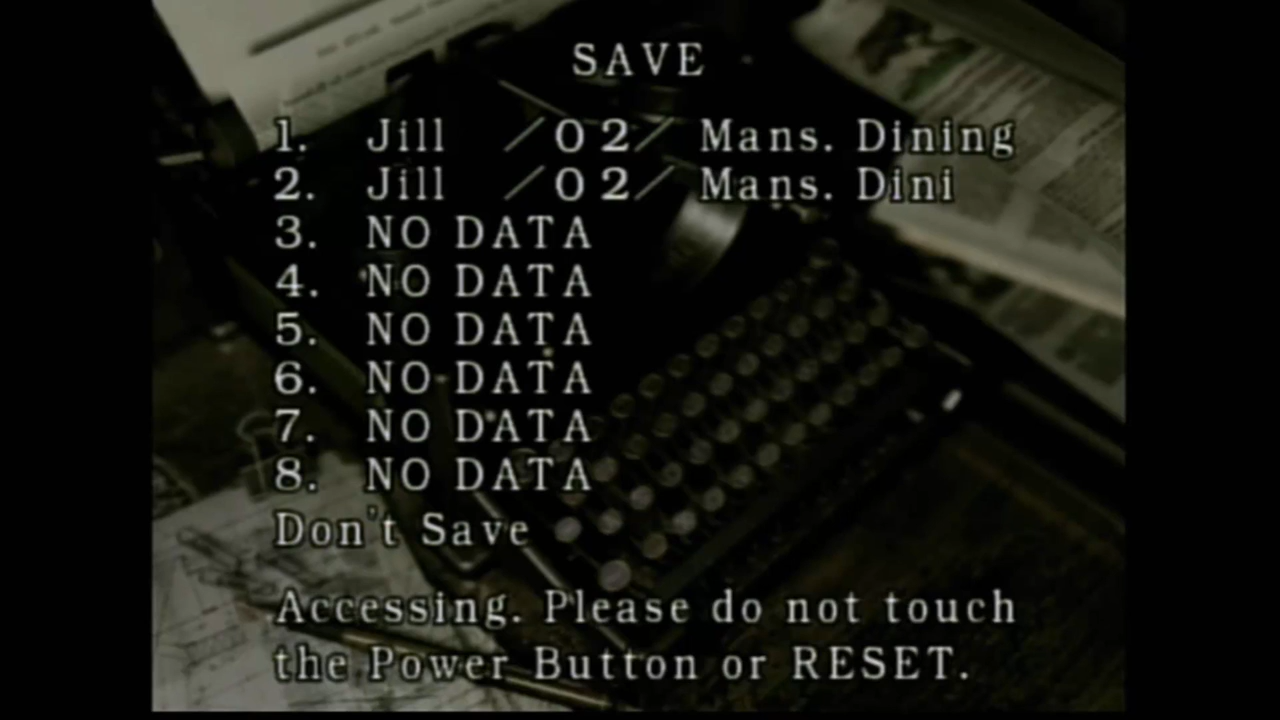 SAVE
1. Jill /02/ Mans. Dining
2. Jill /02/ Mans. Dini
3. NO DATA
4. NO DATA
5. NO DATA
6. NO DATA
7. NO DATA
8. NO DATA
Don't Save
Accessing. Please do not touch
the Power Button or RESET.